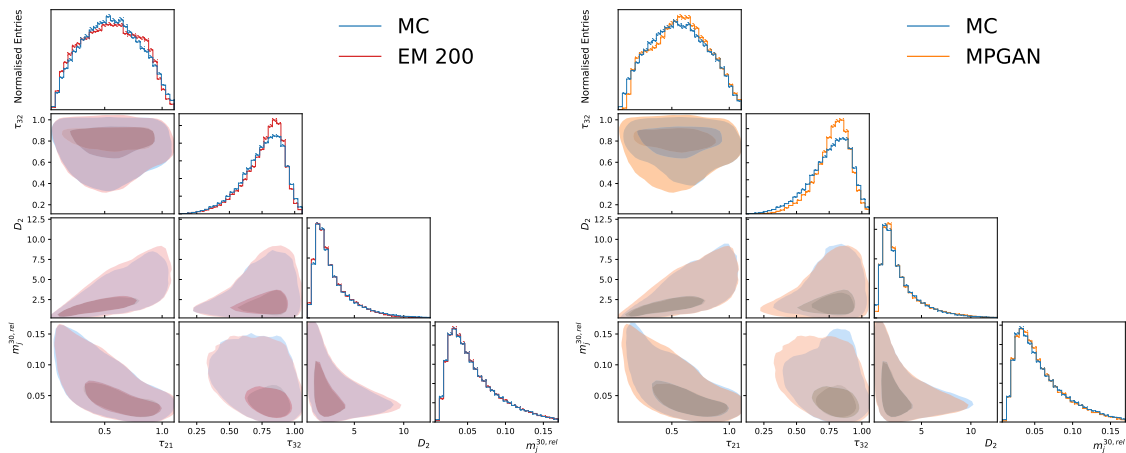 Normalised Entries
MC
EM 200
τ32
1.0
0.8
0.6
0.4
0.2
D2
12.5
10.0
7.5
5.0
2.5
m_j^{30, rel}
0.15
0.10
0.05
0.5 1.0
τ21
0.25 0.50 0.75 1.00
τ32
5 10
D2
0.05 0.10 0.15
m_j^{30, rel}
Normalised Entries
MC
MPGAN
τ32
1.0
0.8
0.6
0.4
0.2
D2
12.5
10.0
7.5
5.0
2.5
m_j^{30, rel}
0.15
0.10
0.05
0.5 1.0
τ21
0.25 0.50 0.75 1.00
τ32
5 10
D2
0.05 0.10 0.15
m_j^{30, rel}